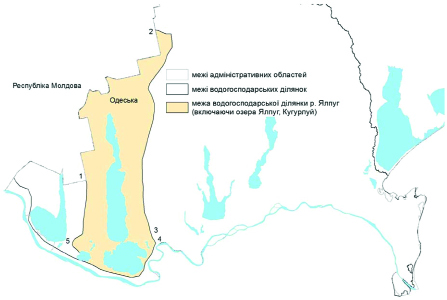 2
Республіка Молдова
Одеська
межі адміністративних областей
межі водогосподарських ділянок
межа водогосподарської ділянки р. Ялпуг
(включаючи озера Ялпуг, Кугурлуй)
1
3
5
4